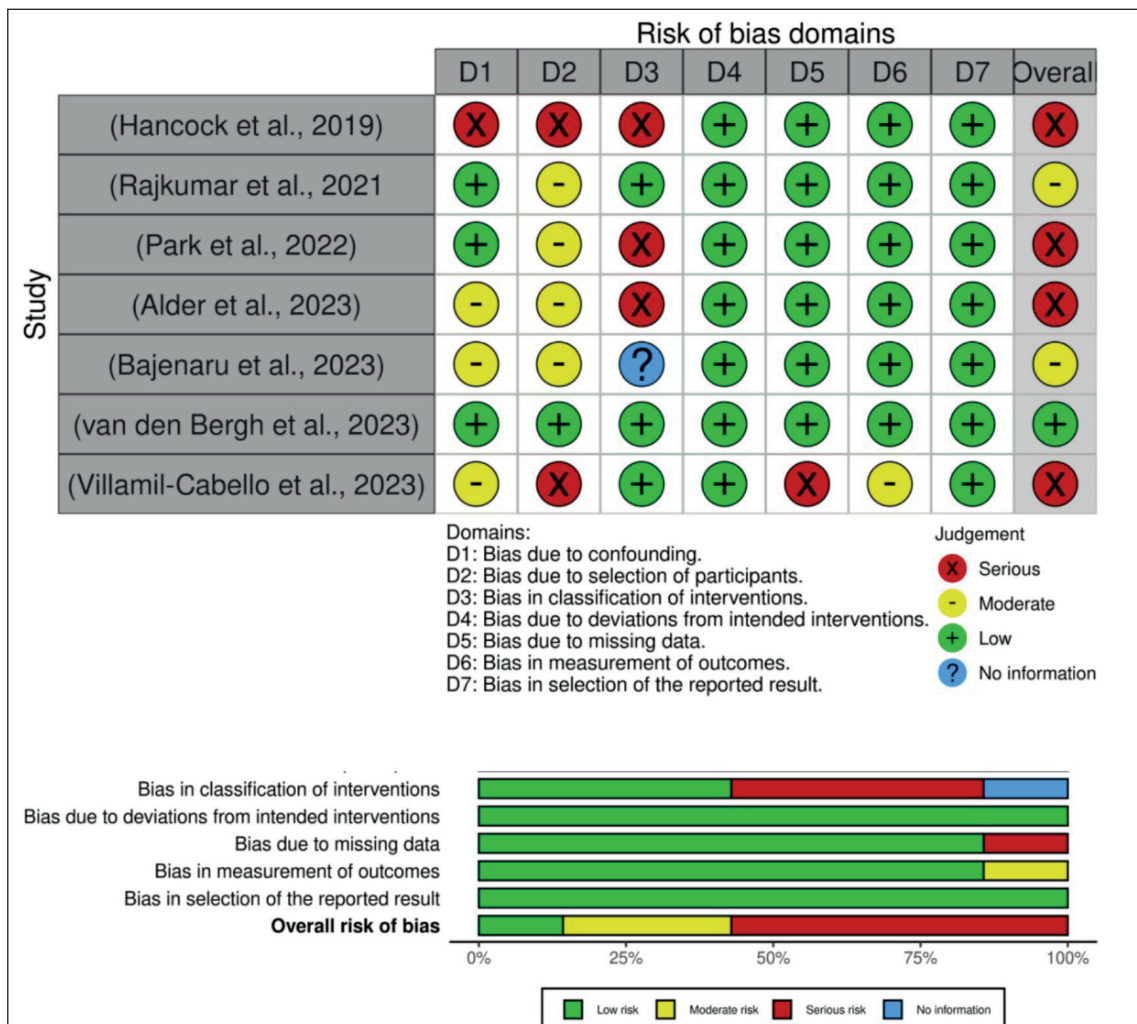 Risk of bias domains
D1 D2 D3 D4 D5 D6 D7 Overall
Study
(Hancock et al., 2019) X X X + + + + X
(Rajkumar et al., 2021 + - + + + + + -
(Park et al., 2022) + - X + + + + X
(Alder et al., 2023) - - X + + + + X
(Bajenaru et al., 2023) - - ? + + + + -
(van den Bergh et al., 2023) + + + + + + + +
(Villamil-Cabello et al., 2023) - X + + X - + X
Domains:
D1: Bias due to confounding.
D2: Bias due to selection of participants.
D3: Bias in classification of interventions.
D4: Bias due to deviations from intended interventions.
D5: Bias due to missing data.
D6: Bias in measurement of outcomes.
D7: Bias in selection of the reported result.
Judgement
X Serious
- Moderate
+ Low
? No information
Bias in classification of interventions
Bias due to deviations from intended interventions
Bias due to missing data
Bias in measurement of outcomes
Bias in selection of the reported result
Overall risk of bias
0% 25% 50% 75% 100%
Low risk Moderate risk Serious risk No information